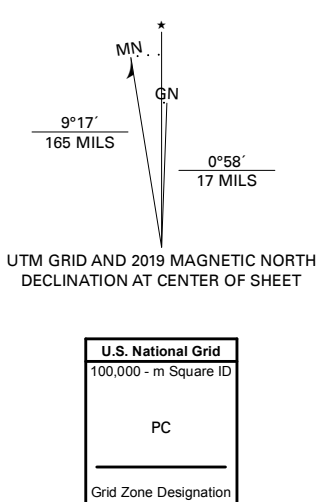 ★
MN
GN
9°17´
165 MILS
0°58´
17 MILS
UTM GRID AND 2019 MAGNETIC NORTH
DECLINATION AT CENTER OF SHEET
U.S. National Grid
100,000 - m Square ID
PC
Grid Zone Designation